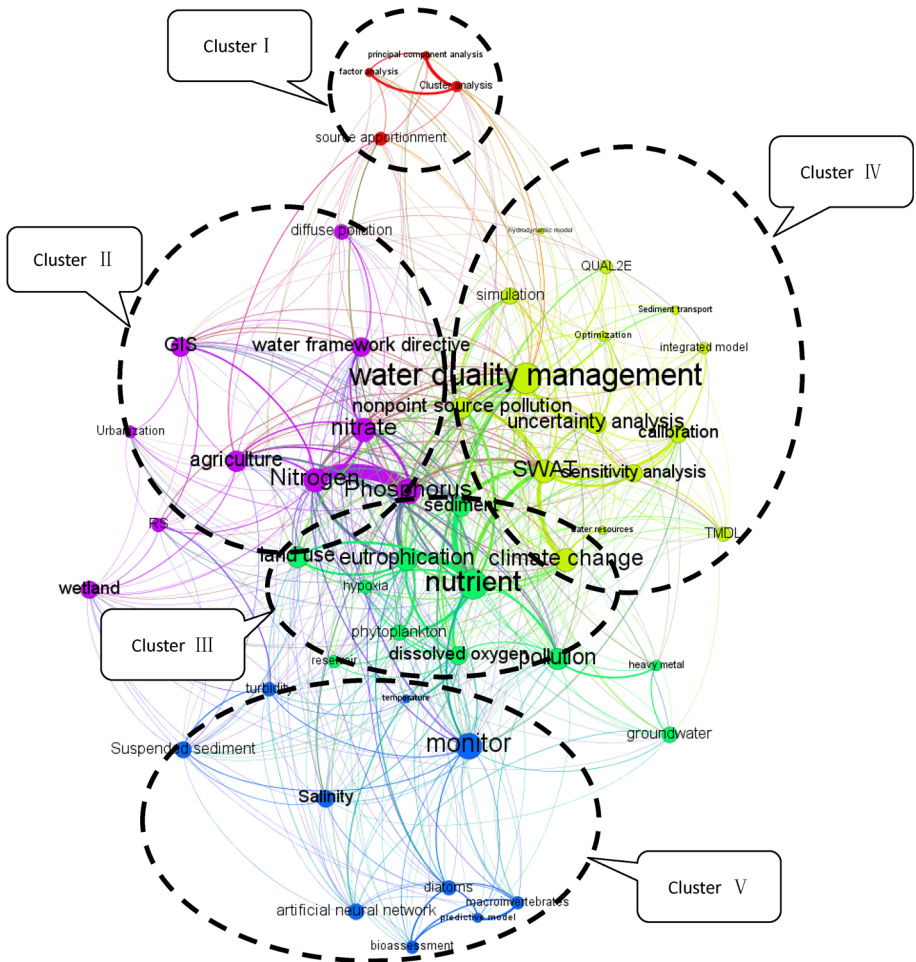 Cluster Ⅰ
principal component analysis
factor analysis
Cluster analysis
source apportionment
Cluster Ⅳ
diffuse pollution
hydrodynamic model
Cluster Ⅱ
QUAL2E
simulation
Sediment transport
Optimization
GIS
water framework directive
integrated model
water quality management
nonpoint source pollution
uncertainty analysis
nitrate
Urbanization
calibration
agriculture
SWAT
sensitivity analysis
Nitrogen
Phosphorus
sediment
RS
water resources
TMDL
land use
eutrophication
climate change
nutrient
hypoxia
wetland
phytoplankton
Cluster Ⅲ
dissolved oxygen
pollution
reservoir
heavy metal
turbidity
temperature
groundwater
monitor
Suspended sediment
Salinity
Cluster Ⅴ
diatoms
macroinvertebrates
artificial neural network
predictive model
bioassessment